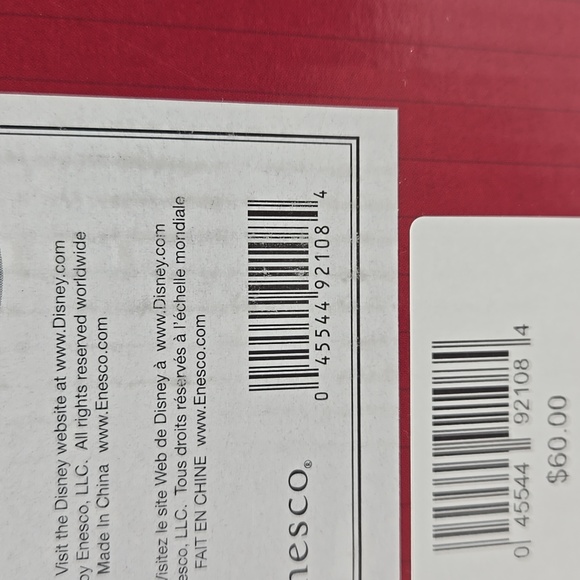 Visit the Disney website at www.Disney.com
by Enesco, LLC. All rights reserved worldwide
Made In China www.Enesco.com
Visitez le site Web de Disney à www.Disney.com
esco, LLC. Tous droits réservés à l'échelle mondiale
FAIT EN CHINE www.Enesco.com
0 45544 92108 4
nesco®
0 45544 92108 4
$60.00